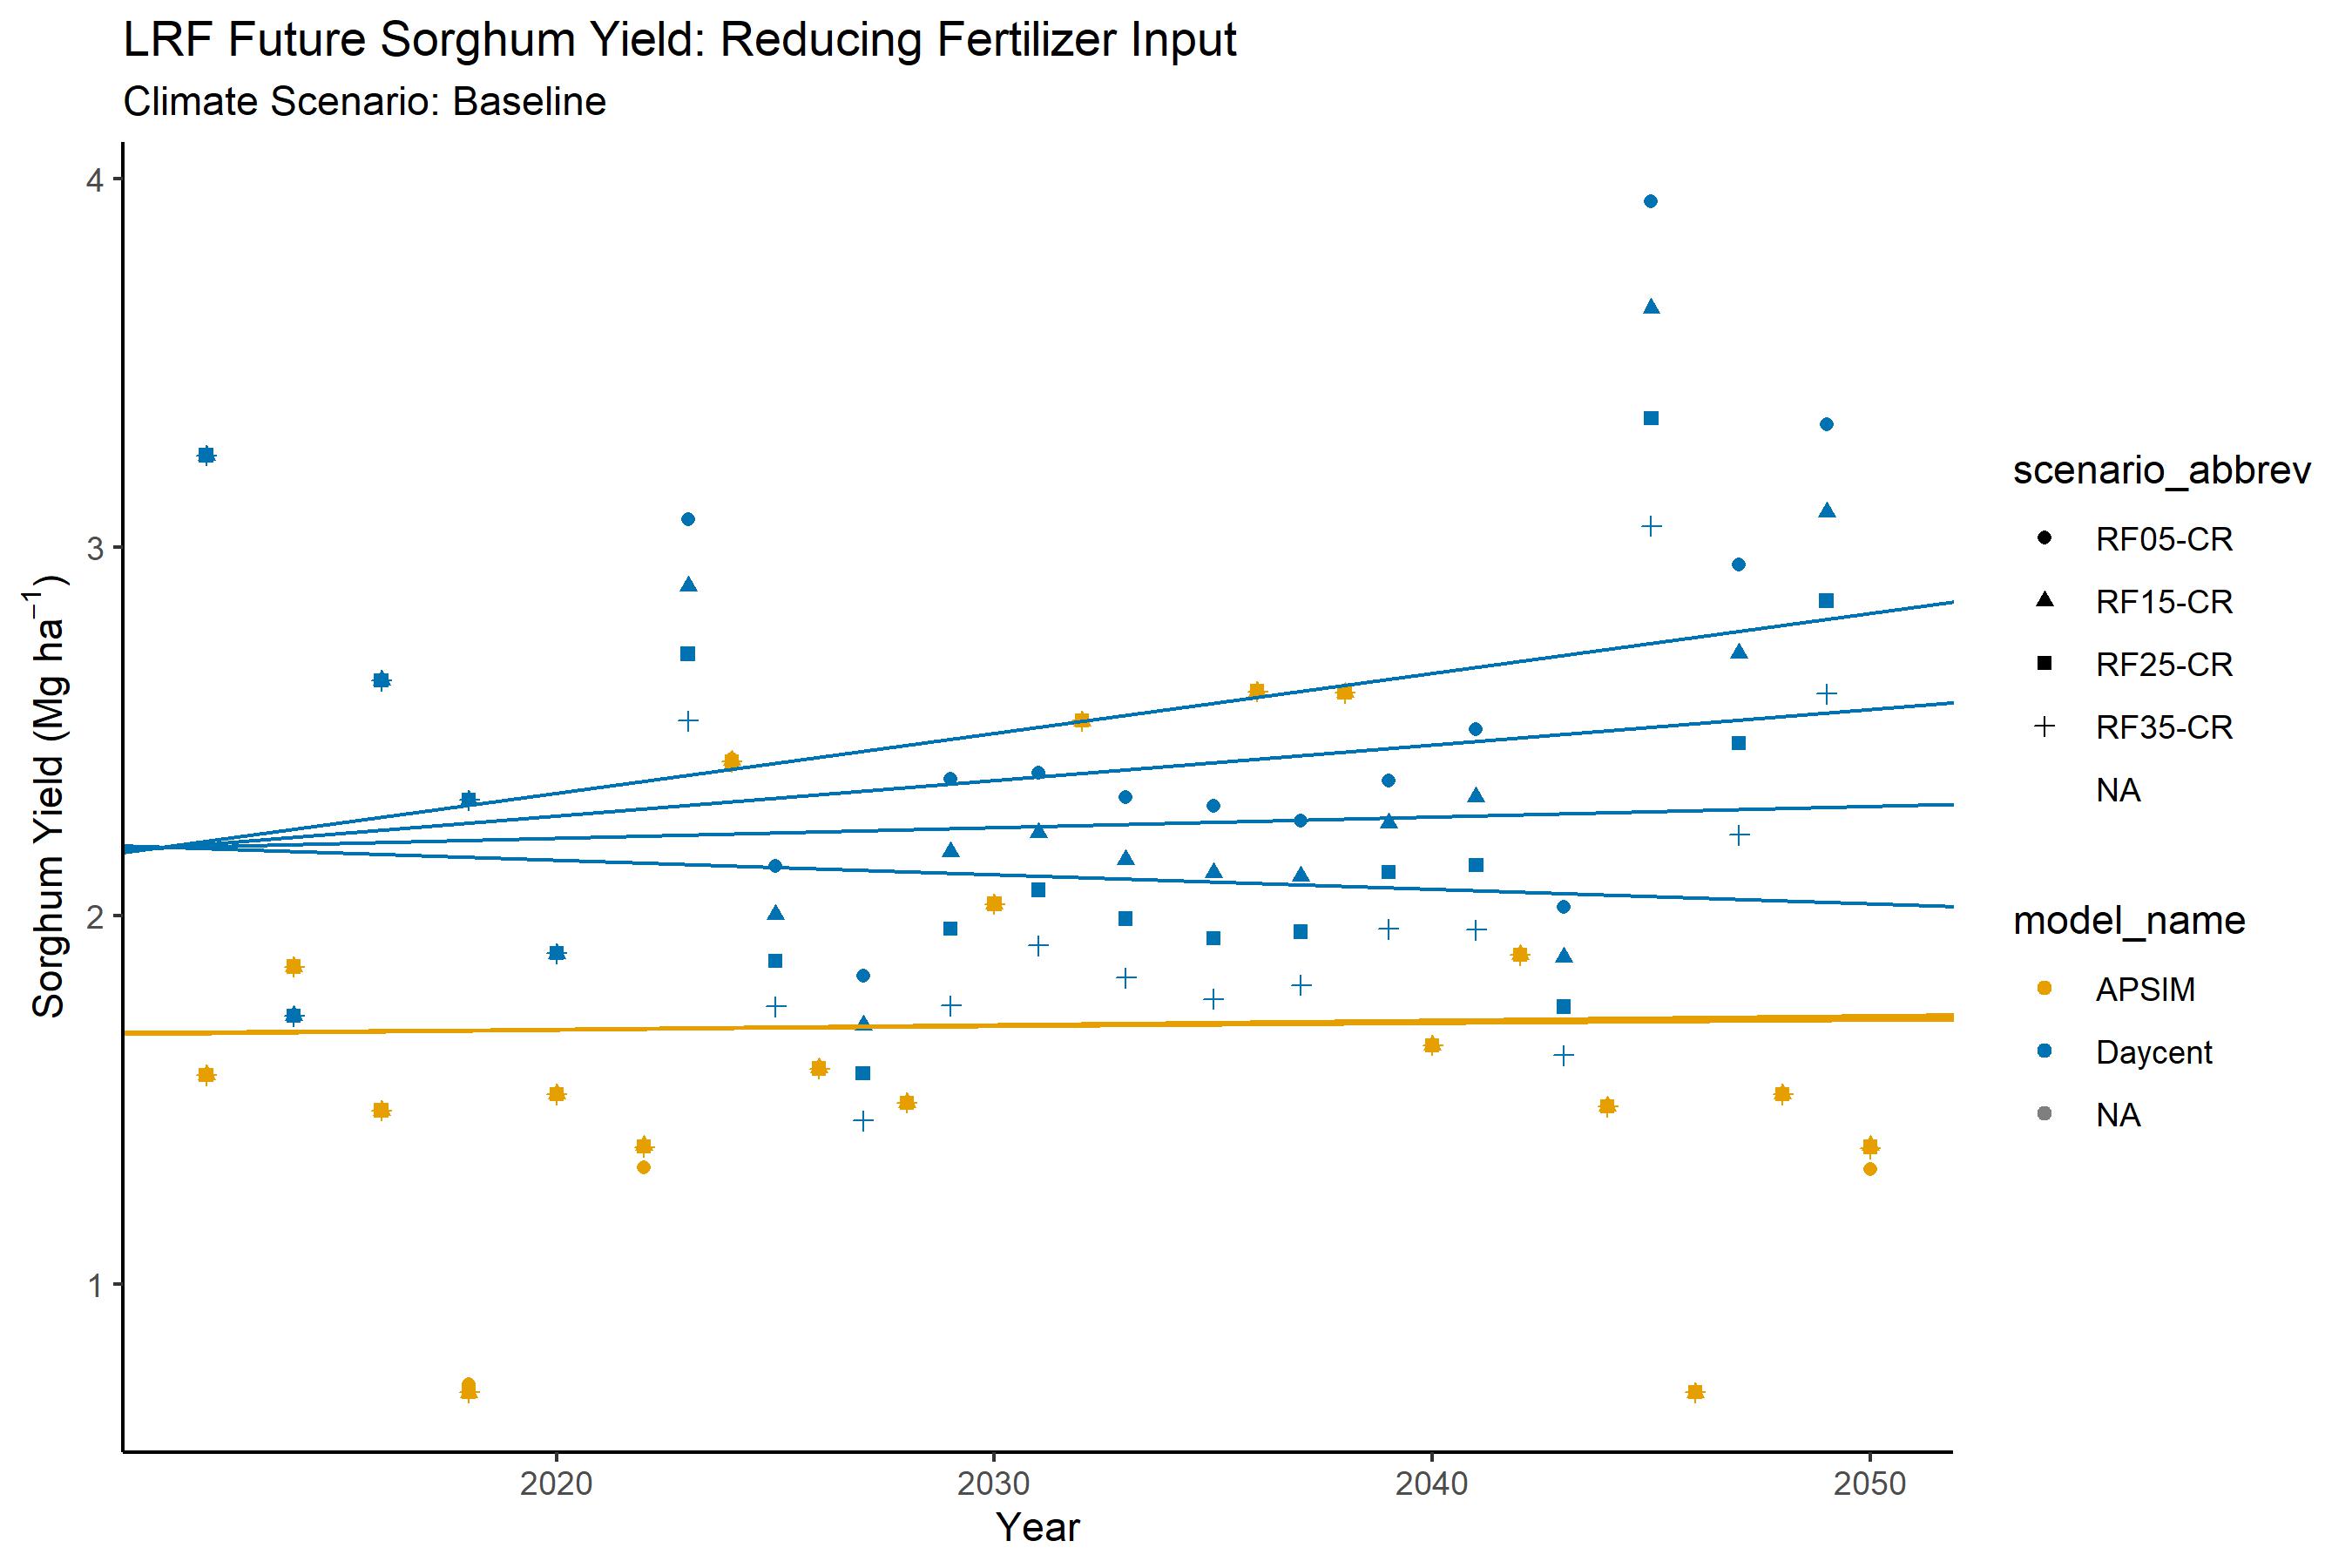 LRF Future Sorghum Yield: Reducing Fertilizer Input
Climate Scenario: Baseline
Sorghum Yield (Mg ha⁻¹)
4
3
2
1
2020
2030
2040
2050
Year
scenario_abbrev
RF05-CR
RF15-CR
RF25-CR
RF35-CR
NA
model_name
APSIM
Daycent
NA